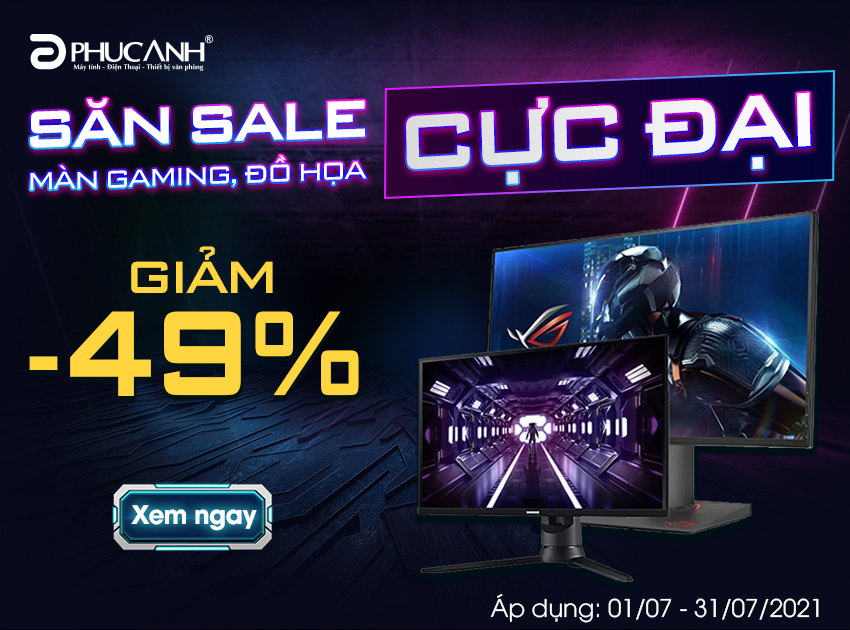 PHUCANH®
Máy tính - Điện Thoại - Thiết bị văn phòng
SĂN SALE
MÀN GAMING, ĐỒ HỌA
CỰC ĐẠI
GIẢM
-49%
Xem ngay
SAMSUNG
Áp dụng: 01/07 - 31/07/2021